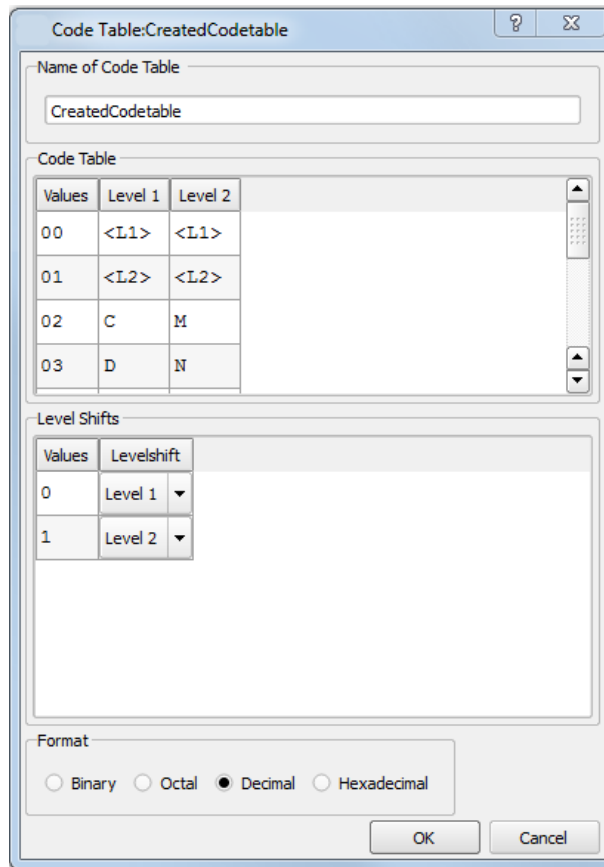 Code Table:CreatedCodetable
Name of Code Table
CreatedCodetable
Code Table
Values Level 1 Level 2
00 <L1> <L1>
01 <L2> <L2>
02 C M
03 D N
Level Shifts
Values Levelshift
0 Level 1
1 Level 2
Format
Binary Octal Decimal Hexadecimal
OK Cancel